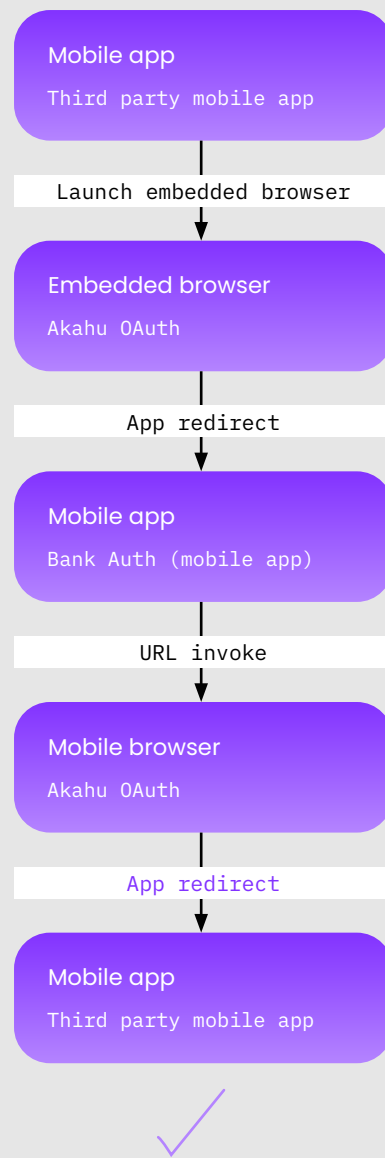 Mobile app
Third party mobile app
Launch embedded browser
Embedded browser
Akahu OAuth
App redirect
Mobile app
Bank Auth (mobile app)
URL invoke
Mobile browser
Akahu OAuth
App redirect
Mobile app
Third party mobile app